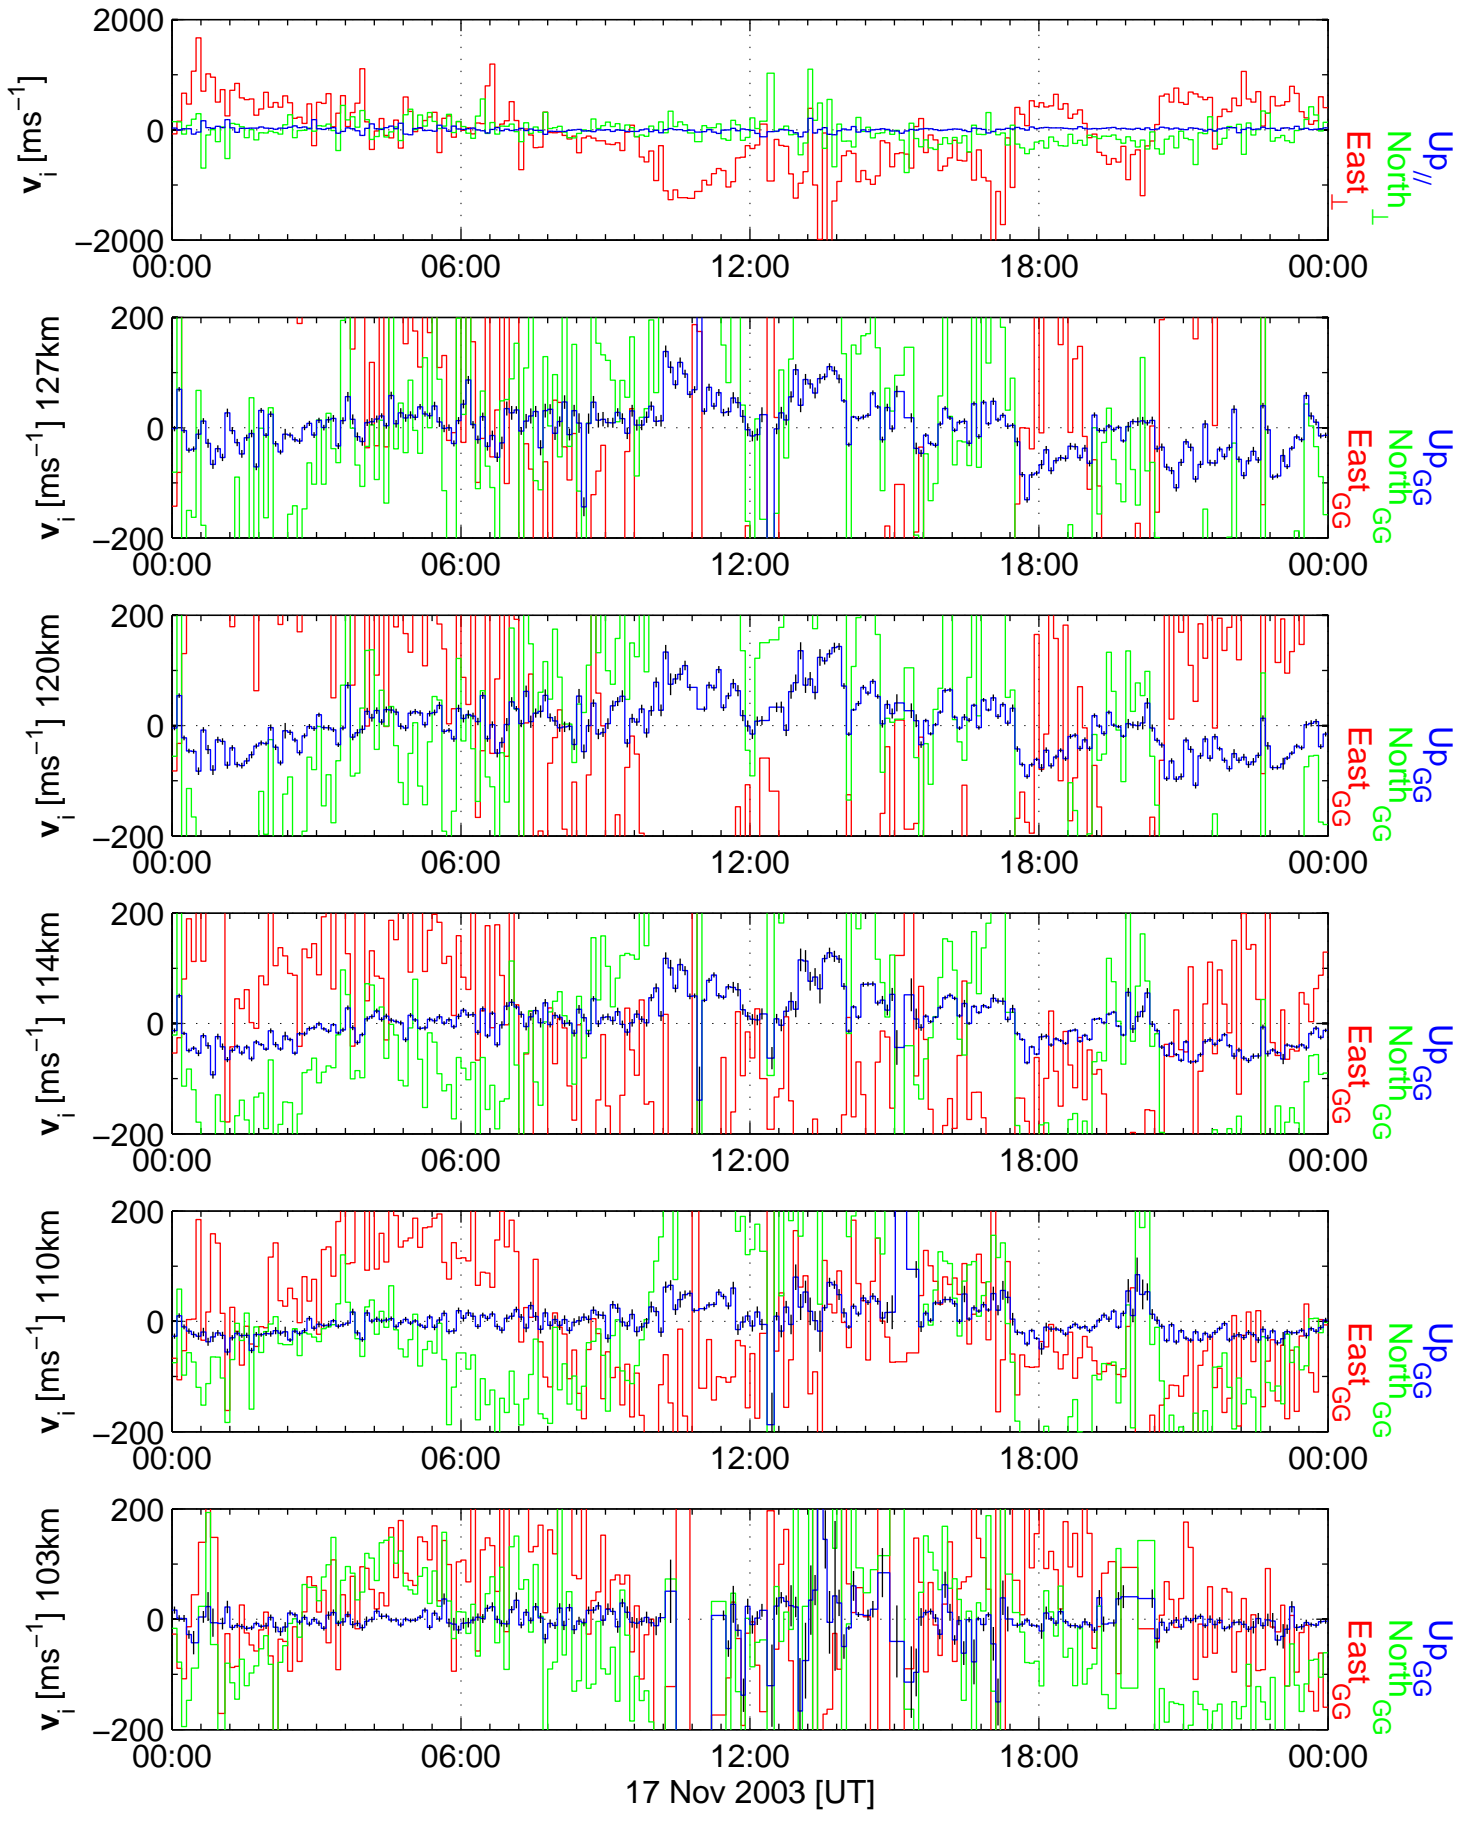 2000
0
−2000
v_i [ms^−1]
00:00 06:00 12:00 18:00 00:00
Up_//
North_⊥
East_⊥
200
0
−200
v_i [ms^−1] 127km
00:00 06:00 12:00 18:00 00:00
Up_GG
North_GG
East_GG
200
0
−200
v_i [ms^−1] 120km
00:00 06:00 12:00 18:00 00:00
Up_GG
North_GG
East_GG
200
0
−200
v_i [ms^−1] 114km
00:00 06:00 12:00 18:00 00:00
Up_GG
North_GG
East_GG
200
0
−200
v_i [ms^−1] 110km
00:00 06:00 12:00 18:00 00:00
Up_GG
North_GG
East_GG
200
0
−200
v_i [ms^−1] 103km
00:00 06:00 12:00 18:00 00:00
Up_GG
North_GG
East_GG
17 Nov 2003 [UT]